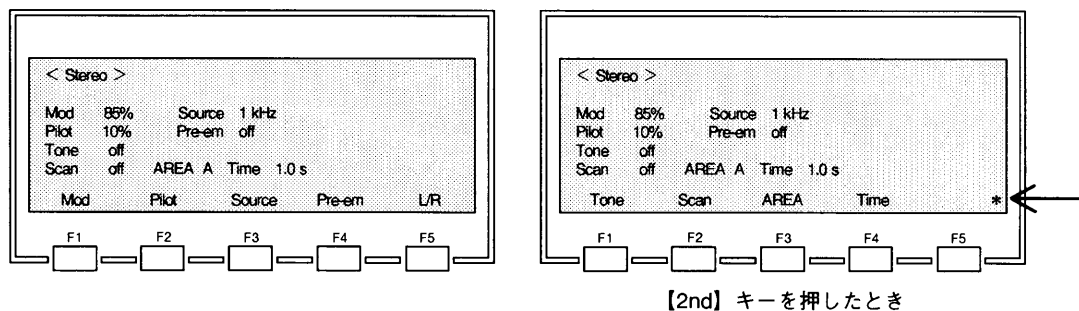 < Stereo >
Mod 85% Source 1 kHz
Pilot 10% Pre-em off
Tone off
Scan off AREA A Time 1.0 s
Mod Pilot Source Pre-em L/R
F1 F2 F3 F4 F5
< Stereo >
Mod 85% Source 1 kHz
Pilot 10% Pre-em off
Tone off
Scan off AREA A Time 1.0 s
Tone Scan AREA Time *
F1 F2 F3 F4 F5
【2nd】キーを押したとき